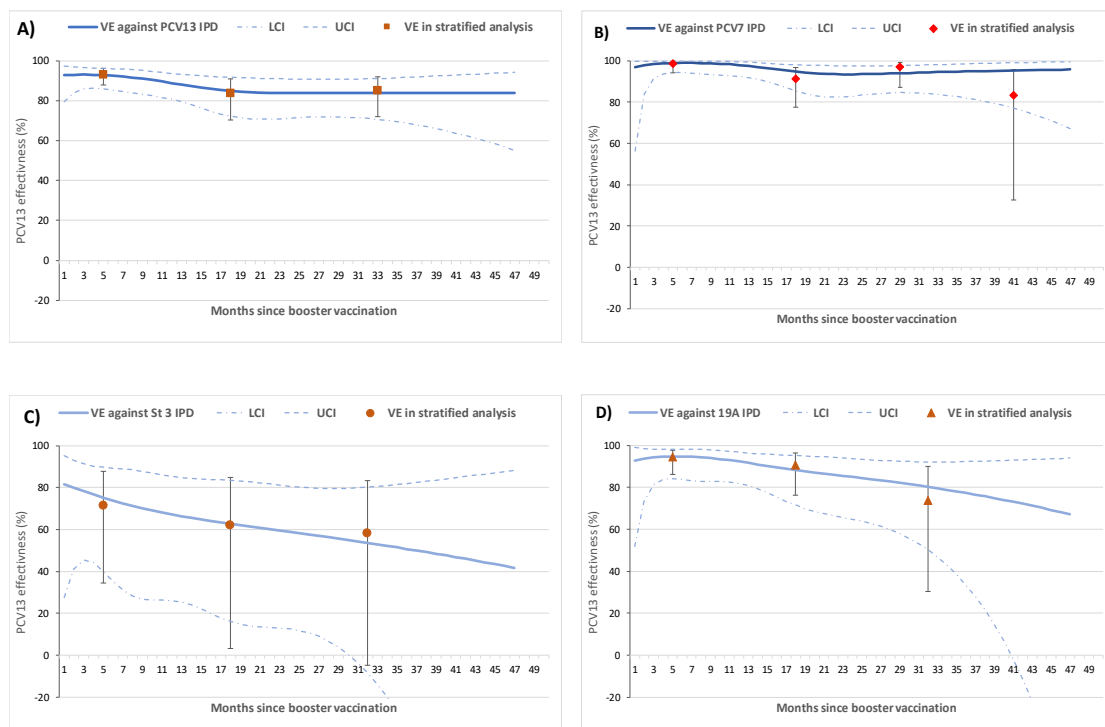 A)
VE against PCV13 IPD LCI UCI VE in stratified analysis
PCV13 effectivness (%)
100
80
60
40
20
0
-20
1 3 5 7 9 11 13 15 17 19 21 23 25 27 29 31 33 35 37 39 41 43 45 47 49
Months since booster vaccination
B)
VE against PCV7 IPD LCI UCI VE in stratified analysis
PCV13 effectivness (%)
100
80
60
40
20
0
-20
1 3 5 7 9 11 13 15 17 19 21 23 25 27 29 31 33 35 37 39 41 43 45 47 49
Months since booster vaccination
C)
VE against St 3 IPD LCI UCI VE in stratified analysis
PCV13 effectivness (%)
100
80
60
40
20
0
-20
1 3 5 7 9 11 13 15 17 19 21 23 25 27 29 31 33 35 37 39 41 43 45 47 49
Months since booster vaccination
D)
VE against 19A IPD LCI UCI VE in stratified analysis
PCV13 effectivness (%)
100
80
60
40
20
0
-20
1 3 5 7 9 11 13 15 17 19 21 23 25 27 29 31 33 35 37 39 41 43 45 47 49
Months since booster vaccination